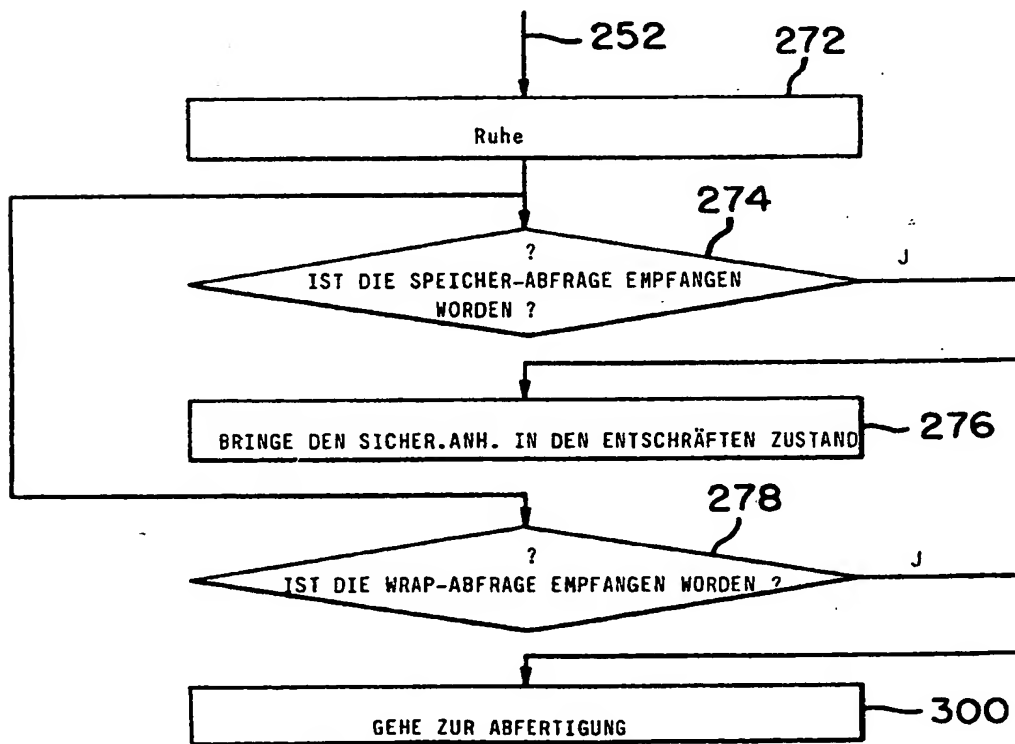 252
272
Ruhe
274
J
?
IST DIE SPEICHER-ABFRAGE EMPFANGEN
WORDEN ?
BRINGE DEN SICHER.ANH. IN DEN ENTSCHRÄFTEN ZUSTAND
276
278
J
?
IST DIE WRAP-ABFRAGE EMPFANGEN WORDEN ?
GEHE ZUR ABFERTIGUNG
300